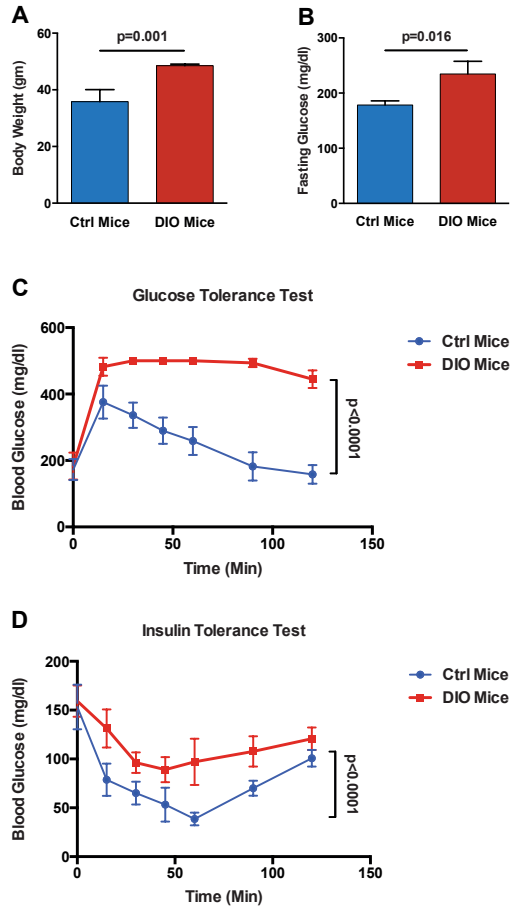 A
p=0.001
Body Weight (gm)
60
40
20
0
Ctrl Mice
DIO Mice
B
p=0.016
Fasting Glucose (mg/dl)
300
200
100
0
Ctrl Mice
DIO Mice
C
Glucose Tolerance Test
Blood Glucose (mg/dl)
600
400
200
0
0
50
100
150
Time (Min)
Ctrl Mice
DIO Mice
p<0.0001
D
Insulin Tolerance Test
Blood Glucose (mg/dl)
200
150
100
50
0
0
50
100
150
Time (Min)
Ctrl Mice
DIO Mice
p<0.0001